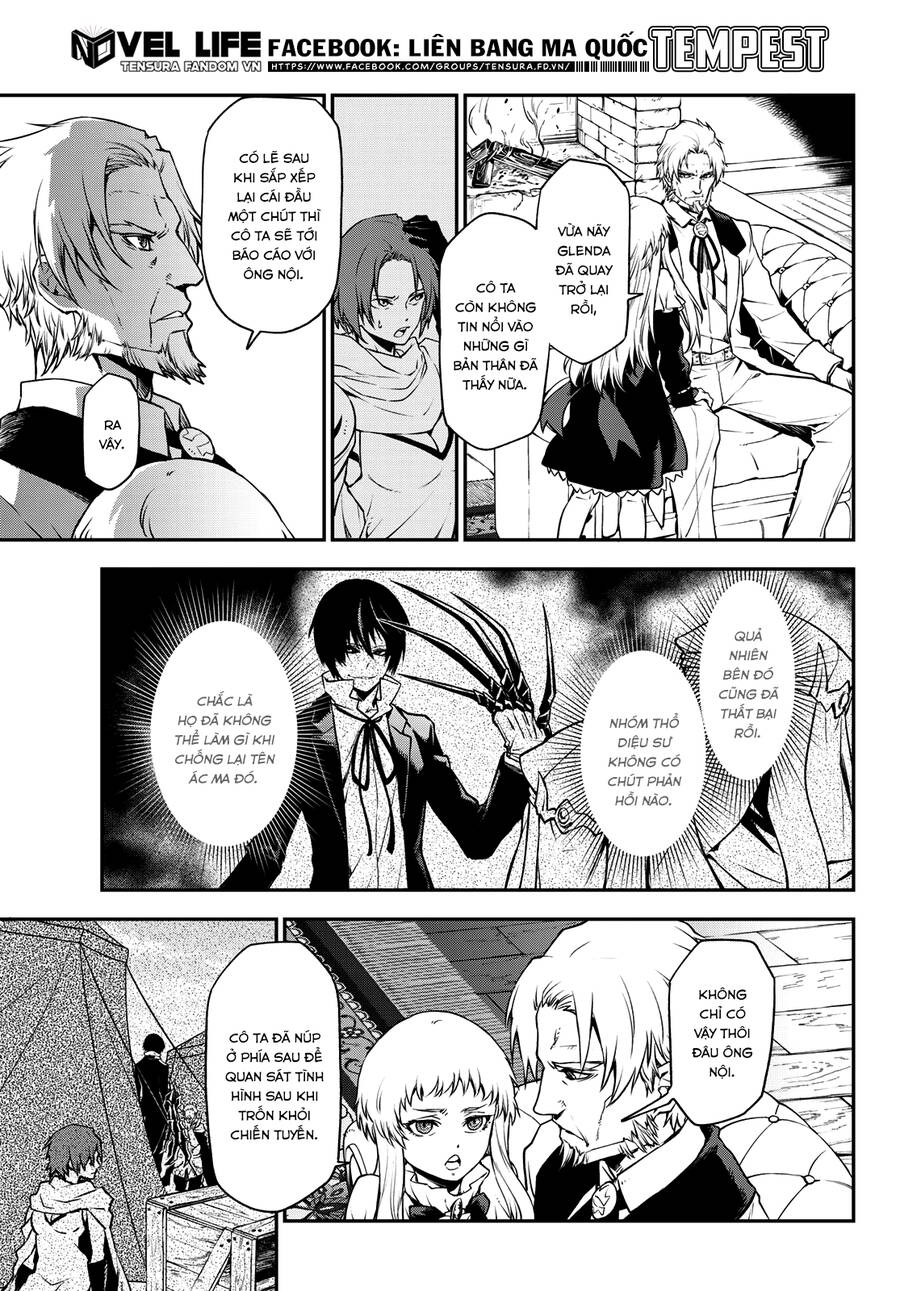 NOVEL LIFE
TENSURA FANDOM VN
FACEBOOK: LIÊN BANG MA QUỐC
HTTPS://WWW.FACEBOOK.COM/GROUPS/TENSURA.FD.VN/
TEMPEST
VỪA NÃY
GLENDA
ĐÃ QUAY
TRỞ LẠI
RỒI,
CÔ TA
CÒN KHÔNG
TIN NỔI VÀO
NHỮNG GÌ
BẢN THÂN ĐÃ
THẤY NỮA.
CÓ LẼ SAU
KHI SẮP XẾP
LẠI CÁI ĐẦU
MỘT CHÚT THÌ
CÔ TA SẼ TỚI
BÁO CÁO VỚI
ÔNG NỘI.
RA
VẬY.
QUẢ
NHIÊN
BÊN ĐÓ
CŨNG ĐÃ
THẤT BẠI
RỒI.
NHÓM THỔ
DIỆU SƯ
KHÔNG CÓ
CHÚT PHẢN
HỒI NÀO.
CHẮC LÀ
HỌ ĐÃ KHÔNG
THỂ LÀM GÌ KHI
CHỐNG LẠI TÊN
ÁC MA ĐÓ.
KHÔNG
CHỈ CÓ
VẬY THÔI
ĐÂU ÔNG
NỘI.
CÔ TA ĐÃ NÚP
Ở PHÍA SAU ĐỂ
QUAN SÁT TÌNH
HÌNH SAU KHI
TRỐN KHỎI
CHIẾN TUYẾN.